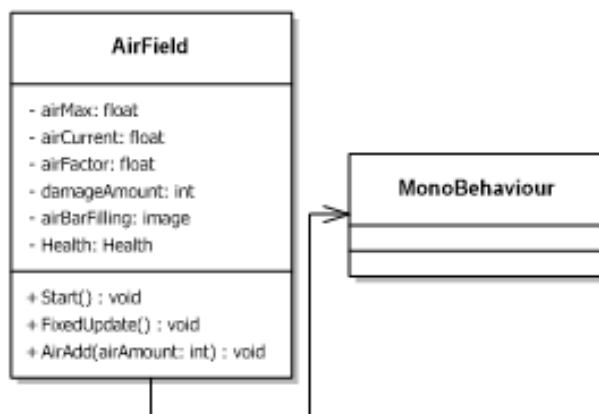 AirField
- airMax: float
- airCurrent: float
- airFactor: float
- damageAmount: int
- airBarFilling: image
- Health: Health
+ Start() : void
+ FixedUpdate() : void
+ AirAdd(airAmount: int) : void
MonoBehaviour